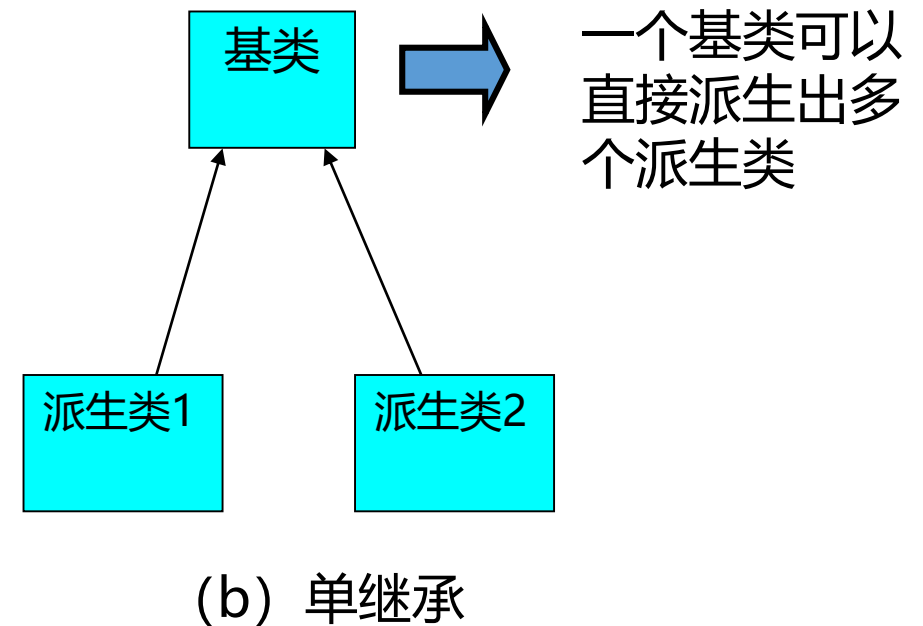 基类
一个基类可以
直接派生出多
个派生类
派生类1
派生类2
（b）单继承